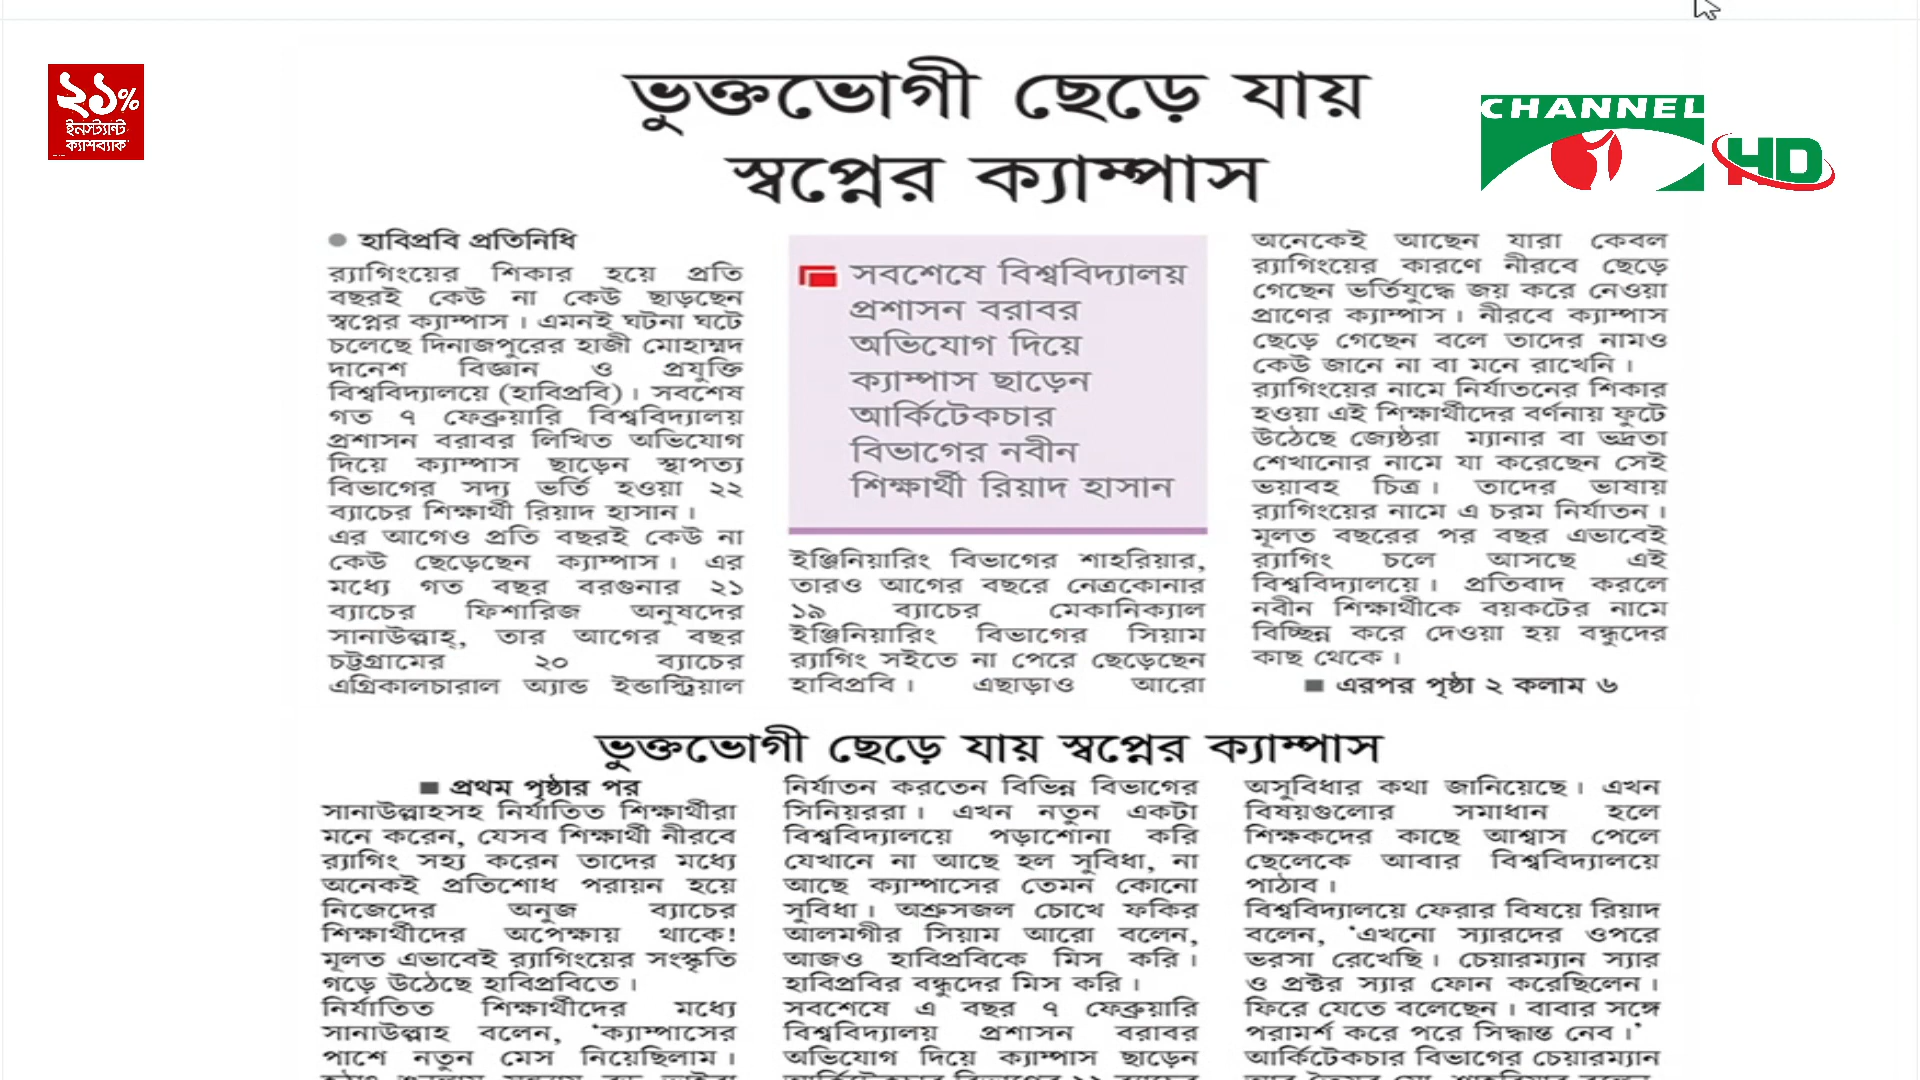 ২১%
ইনস্ট্যান্ট
ক্যাশব্যাক
CHANNEL
HD
ভুক্তভোগী ছেড়ে যায়
স্বপ্নের ক্যাম্পাস
হাবিপ্রবি প্রতিনিধি
র‍্যাগিংয়ের শিকার হয়ে প্রতি
বছরই কেউ না কেউ ছাড়ছেন
স্বপ্নের ক্যাম্পাস। এমনই ঘটনা ঘটে
চলেছে দিনাজপুরের হাজী মোহাম্মদ
দানেশ বিজ্ঞান ও প্রযুক্তি
বিশ্ববিদ্যালয়ে (হাবিপ্রবি)। সবশেষ
গত ৭ ফেব্রুয়ারি বিশ্ববিদ্যালয়
প্রশাসন বরাবর লিখিত অভিযোগ
দিয়ে ক্যাম্পাস ছাড়েন স্থাপত্য
বিভাগের সদ্য ভর্তি হওয়া ২২
ব্যাচের শিক্ষার্থী রিয়াদ হাসান।
এর আগেও প্রতি বছরই কেউ না
কেউ ছেড়েছেন ক্যাম্পাস। এর
মধ্যে গত বছর বরগুনার ২১
ব্যাচের ফিশারিজ অনুষদের
সানাউল্লাহ্, তার আগের বছর
চট্টগ্রামের ২০ ব্যাচের
এগ্রিকালচারাল অ্যান্ড ইন্ডাস্ট্রিয়াল
সবশেষে বিশ্ববিদ্যালয়
প্রশাসন বরাবর
অভিযোগ দিয়ে
ক্যাম্পাস ছাড়েন
আর্কিটেকচার
বিভাগের নবীন
শিক্ষার্থী রিয়াদ হাসান
ইঞ্জিনিয়ারিং বিভাগের শাহরিয়ার,
তারও আগের বছরে নেত্রকোনার
১৯ ব্যাচের মেকানিক্যাল
ইঞ্জিনিয়ারিং বিভাগের সিয়াম
র‍্যাগিং সইতে না পেরে ছেড়েছেন
হাবিপ্রবি। এছাড়াও আরো
অনেকেই আছেন যারা কেবল
র‍্যাগিংয়ের কারণে নীরবে ছেড়ে
গেছেন ভর্তিযুদ্ধে জয় করে নেওয়া
প্রাণের ক্যাম্পাস। নীরবে ক্যাম্পাস
ছেড়ে গেছেন বলে তাদের নামও
কেউ জানে না বা মনে রাখেনি।
র‍্যাগিংয়ের নামে নির্যাতনের শিকার
হওয়া এই শিক্ষার্থীদের বর্ণনায় ফুটে
উঠেছে জ্যেষ্ঠরা ম্যানার বা ভদ্রতা
শেখানোর নামে যা করেছেন সেই
ভয়াবহ চিত্র। তাদের ভাষায়
র‍্যাগিংয়ের নামে এ চরম নির্যাতন।
মূলত বছরের পর বছর এভাবেই
র‍্যাগিং চলে আসছে এই
বিশ্ববিদ্যালয়ে। প্রতিবাদ করলে
নবীন শিক্ষার্থীকে বয়কটের নামে
বিচ্ছিন্ন করে দেওয়া হয় বন্ধুদের
কাছ থেকে।
■ এরপর পৃষ্ঠা ২ কলাম ৬
ভুক্তভোগী ছেড়ে যায় স্বপ্নের ক্যাম্পাস
■ প্রথম পৃষ্ঠার পর
সানাউল্লাহসহ নির্যাতিত শিক্ষার্থীরা
মনে করেন, যেসব শিক্ষার্থী নীরবে
র‍্যাগিং সহ্য করেন তাদের মধ্যে
অনেকই প্রতিশোধ পরায়ন হয়ে
নিজেদের অনুজ ব্যাচের
শিক্ষার্থীদের অপেক্ষায় থাকে!
মূলত এভাবেই র‍্যাগিংয়ের সংস্কৃতি
গড়ে উঠেছে হাবিপ্রবিতে।
নির্যাতিত শিক্ষার্থীদের মধ্যে
সানাউল্লাহ বলেন, 'ক্যাম্পাসের
পাশে নতুন মেস নিয়েছিলাম।
নির্যাতন করতেন বিভিন্ন বিভাগের
সিনিয়ররা। এখন নতুন একটা
বিশ্ববিদ্যালয়ে পড়াশোনা করি
যেখানে না আছে হল সুবিধা, না
আছে ক্যাম্পাসের তেমন কোনো
সুবিধা। অশ্রুসজল চোখে ফকির
আলমগীর সিয়াম আরো বলেন,
আজও হাবিপ্রবিকে মিস করি।
হাবিপ্রবির বন্ধুদের মিস করি।
সবশেষে এ বছর ৭ ফেব্রুয়ারি
বিশ্ববিদ্যালয় প্রশাসন বরাবর
অভিযোগ দিয়ে ক্যাম্পাস ছাড়েন
অসুবিধার কথা জানিয়েছে। এখন
বিষয়গুলোর সমাধান হলে
শিক্ষকদের কাছে আশ্বাস পেলে
ছেলেকে আবার বিশ্ববিদ্যালয়ে
পাঠাব।
বিশ্ববিদ্যালয়ে ফেরার বিষয়ে রিয়াদ
বলেন, 'এখনো স্যারদের ওপরে
ভরসা রেখেছি। চেয়ারম্যান স্যার
ও প্রক্টর স্যার ফোন করেছিলেন।
ফিরে যেতে বলেছেন। বাবার সঙ্গে
পরামর্শ করে পরে সিদ্ধান্ত নেব।'
আর্কিটেকচার বিভাগের চেয়ারম্যান